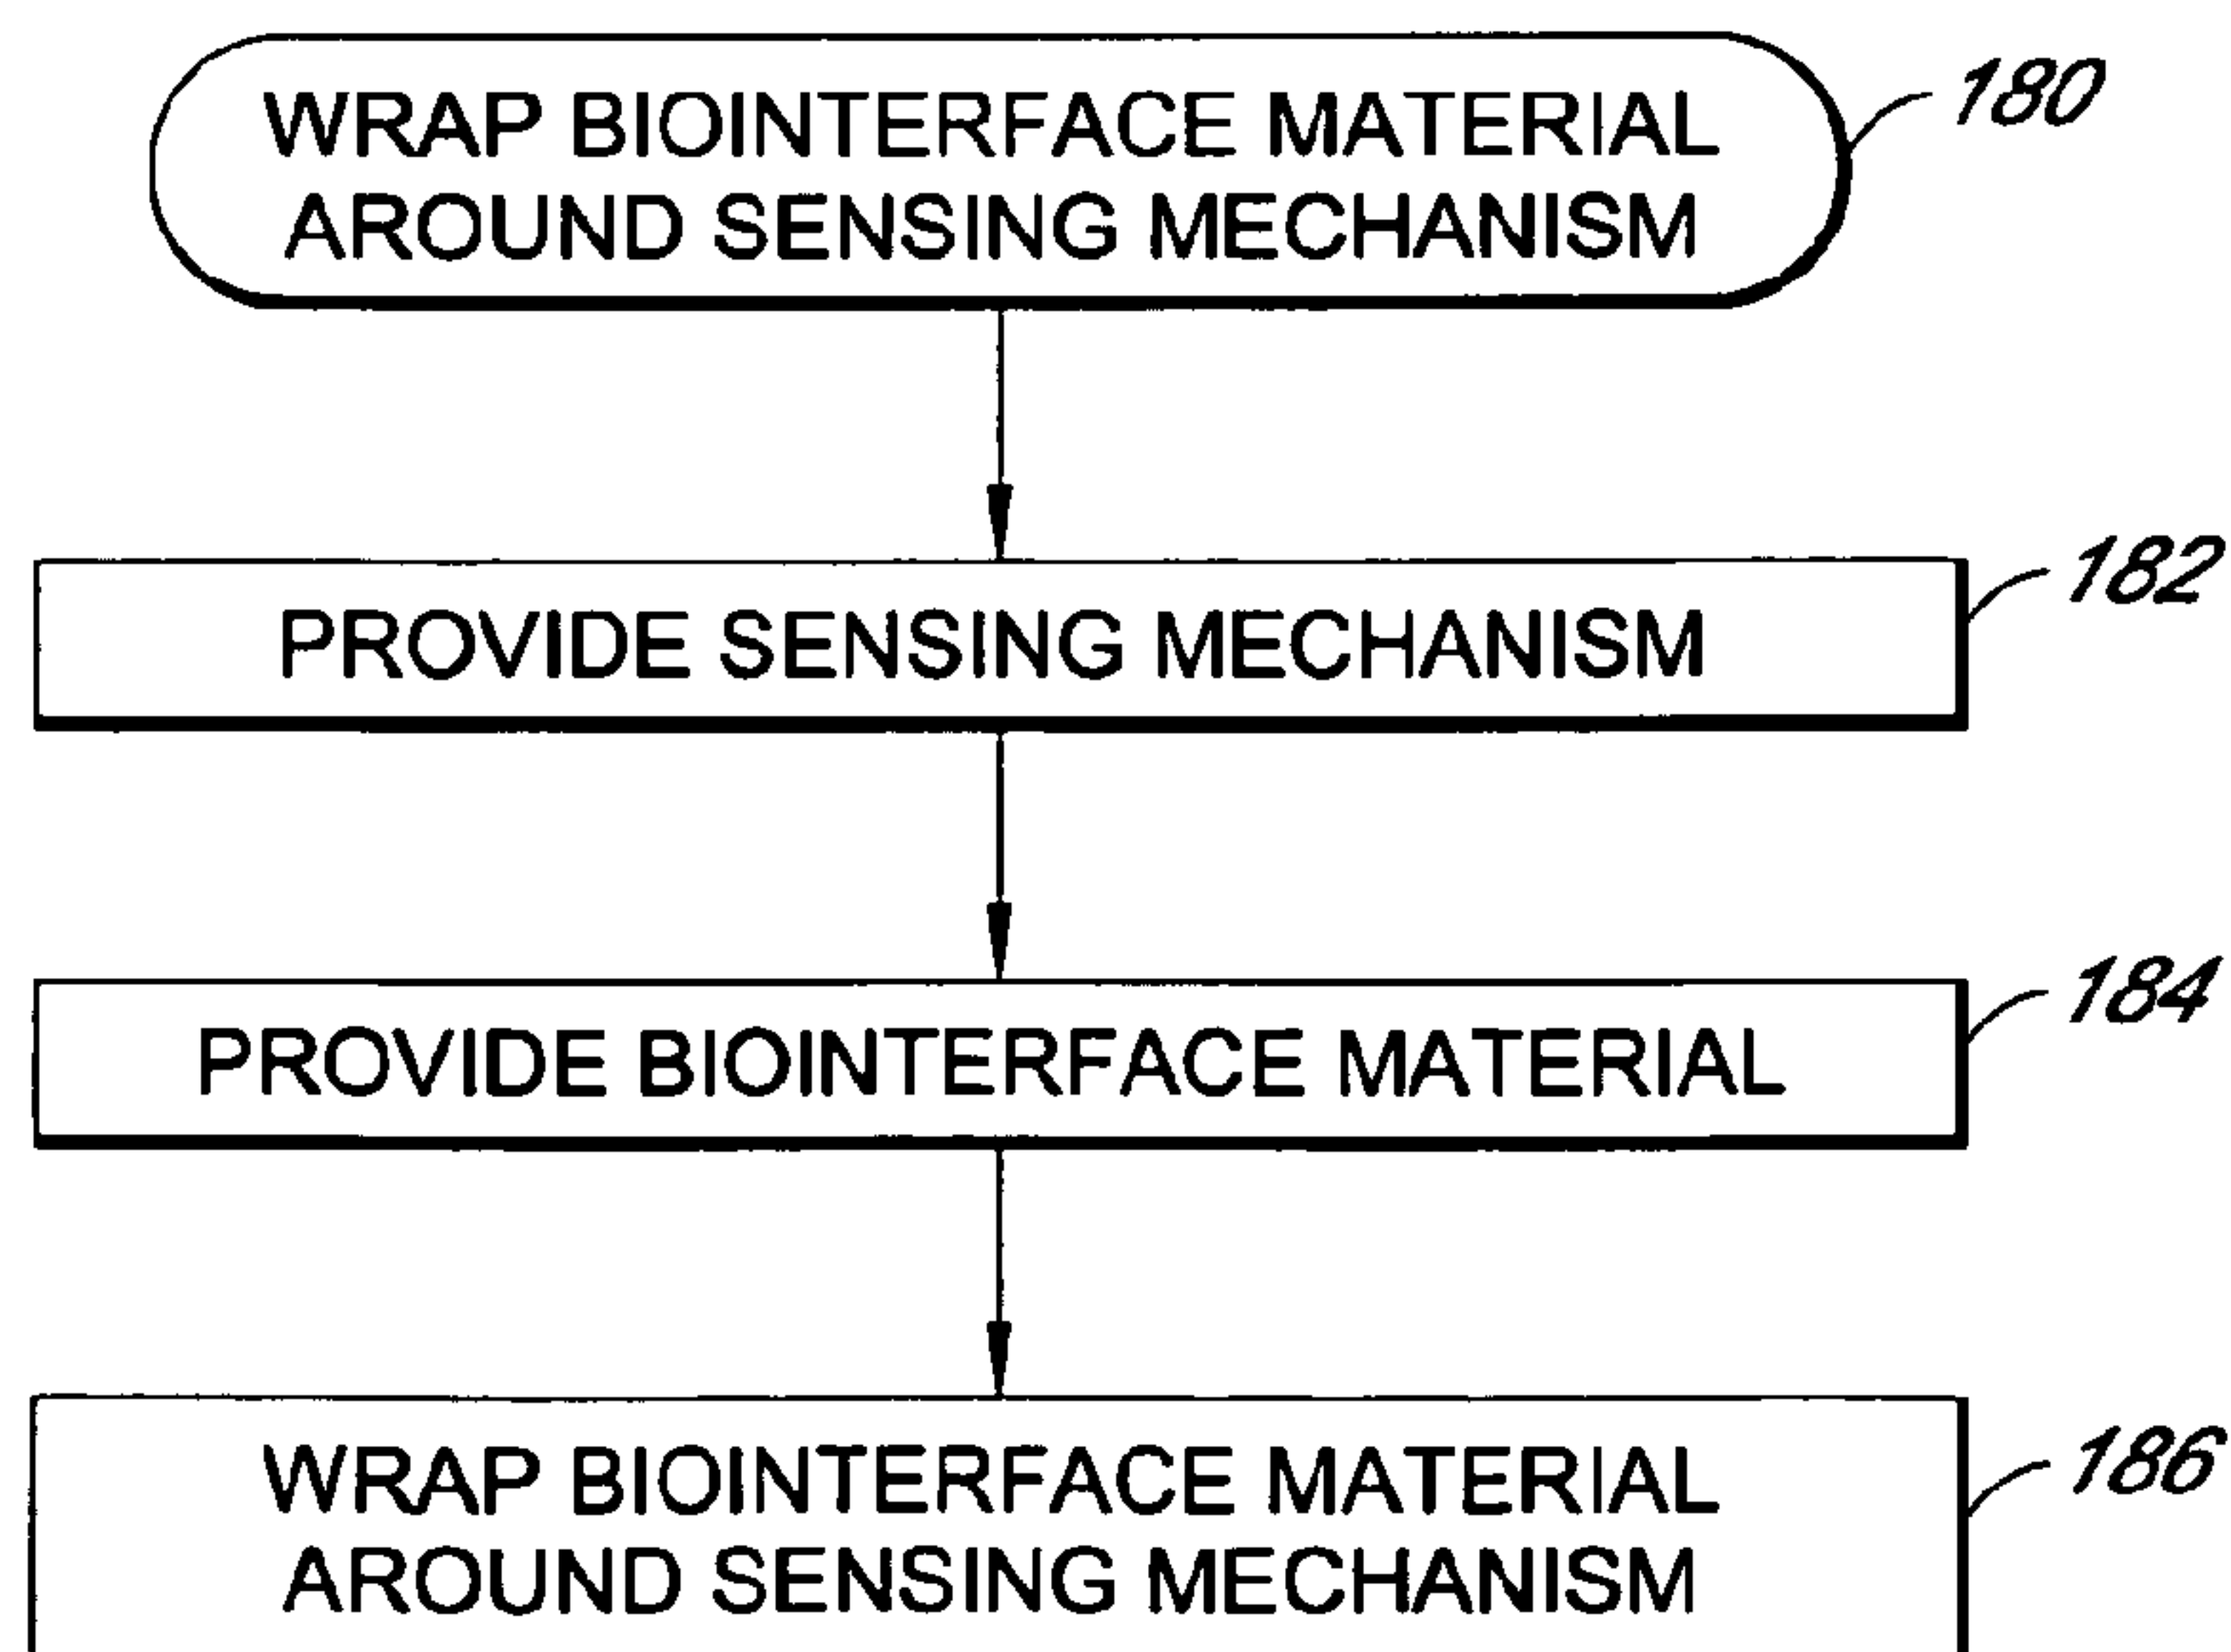 WRAP BIOINTERFACE MATERIAL
AROUND SENSING MECHANISM
180
PROVIDE SENSING MECHANISM
182
PROVIDE BIOINTERFACE MATERIAL
184
WRAP BIOINTERFACE MATERIAL
AROUND SENSING MECHANISM
186